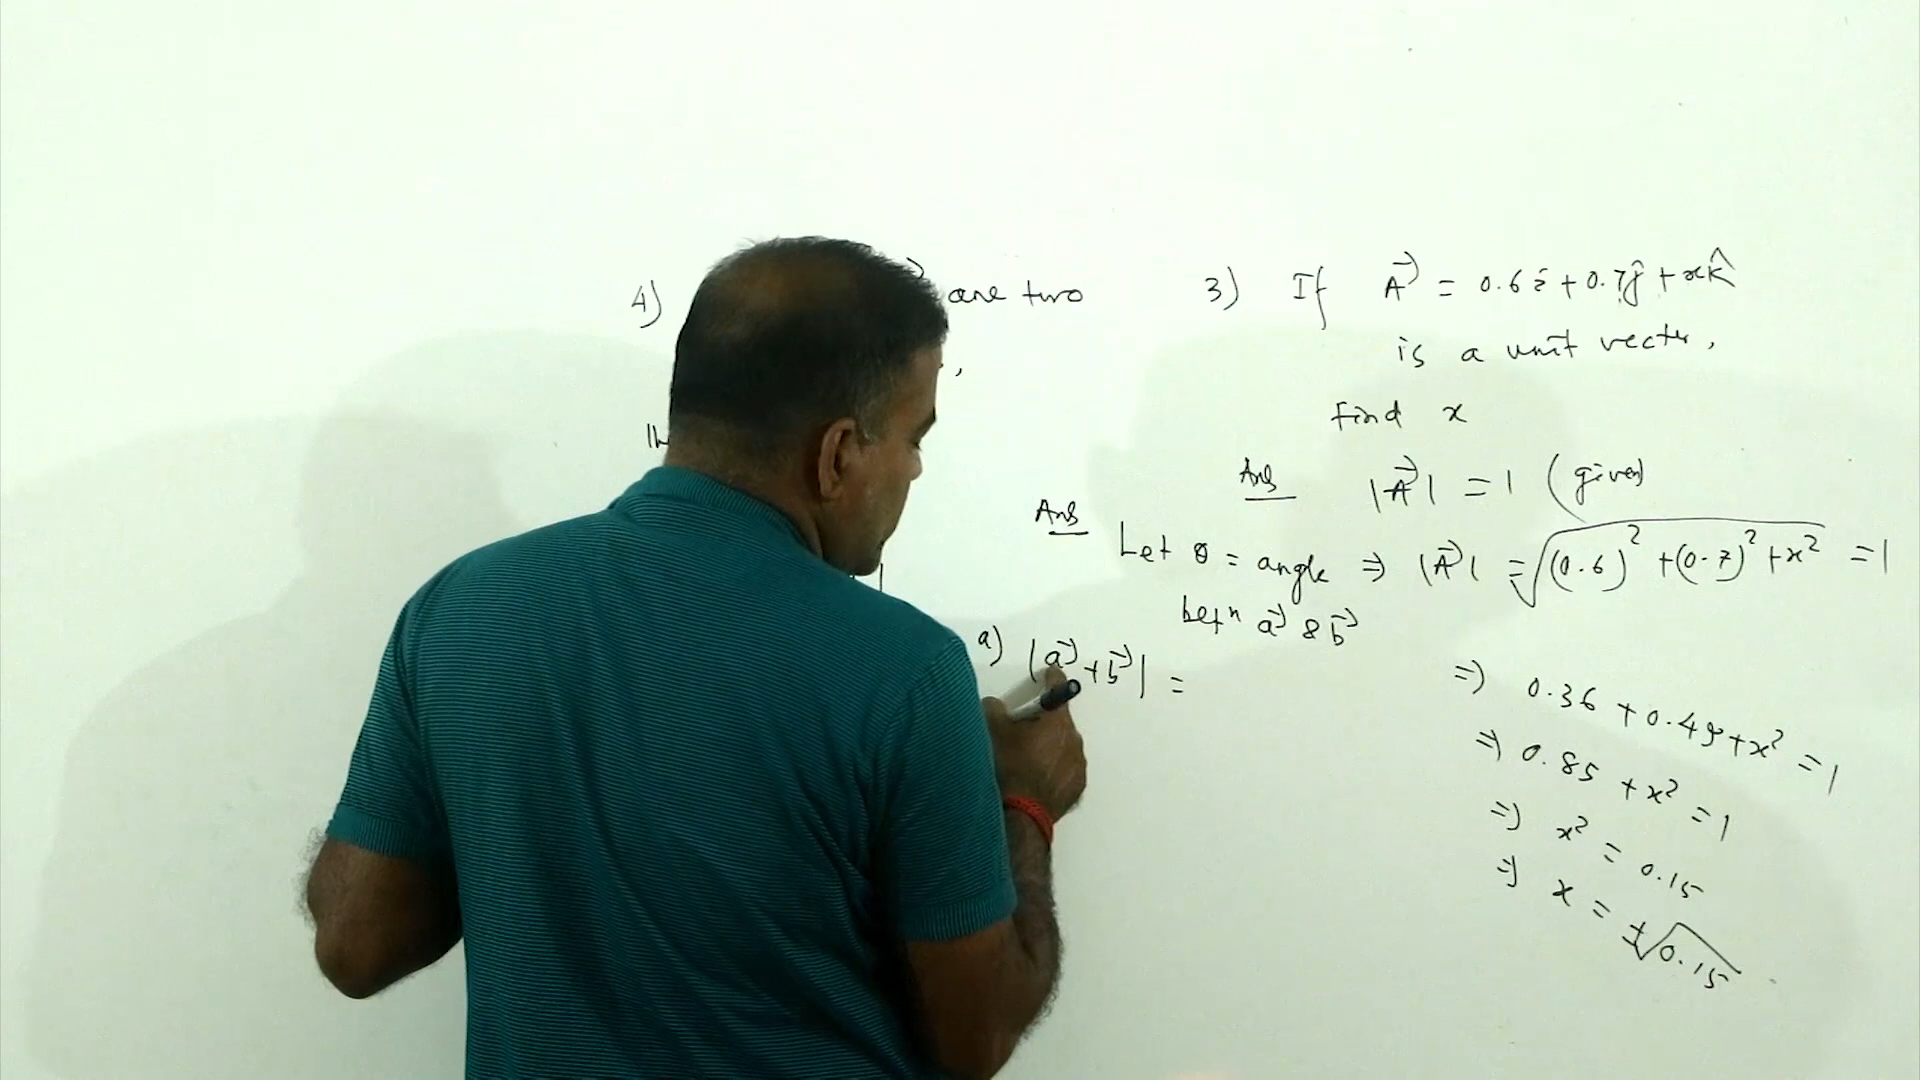 4) are two
,
3) If A⃗ = 0.6î + 0.7ĵ + xk̂
is a unit vector,
Find x
Ans |A⃗| = 1 (given)
⇒ |A⃗| = √((0.6)² + (0.7)² + x²) = 1
⇒ 0.36 + 0.49 + x² = 1
⇒ 0.85 + x² = 1
⇒ x² = 0.15
⇒ x = ±√0.15
Ans Let θ = angle
betⁿ a⃗ & b⃗
a) |a⃗ + b⃗| =